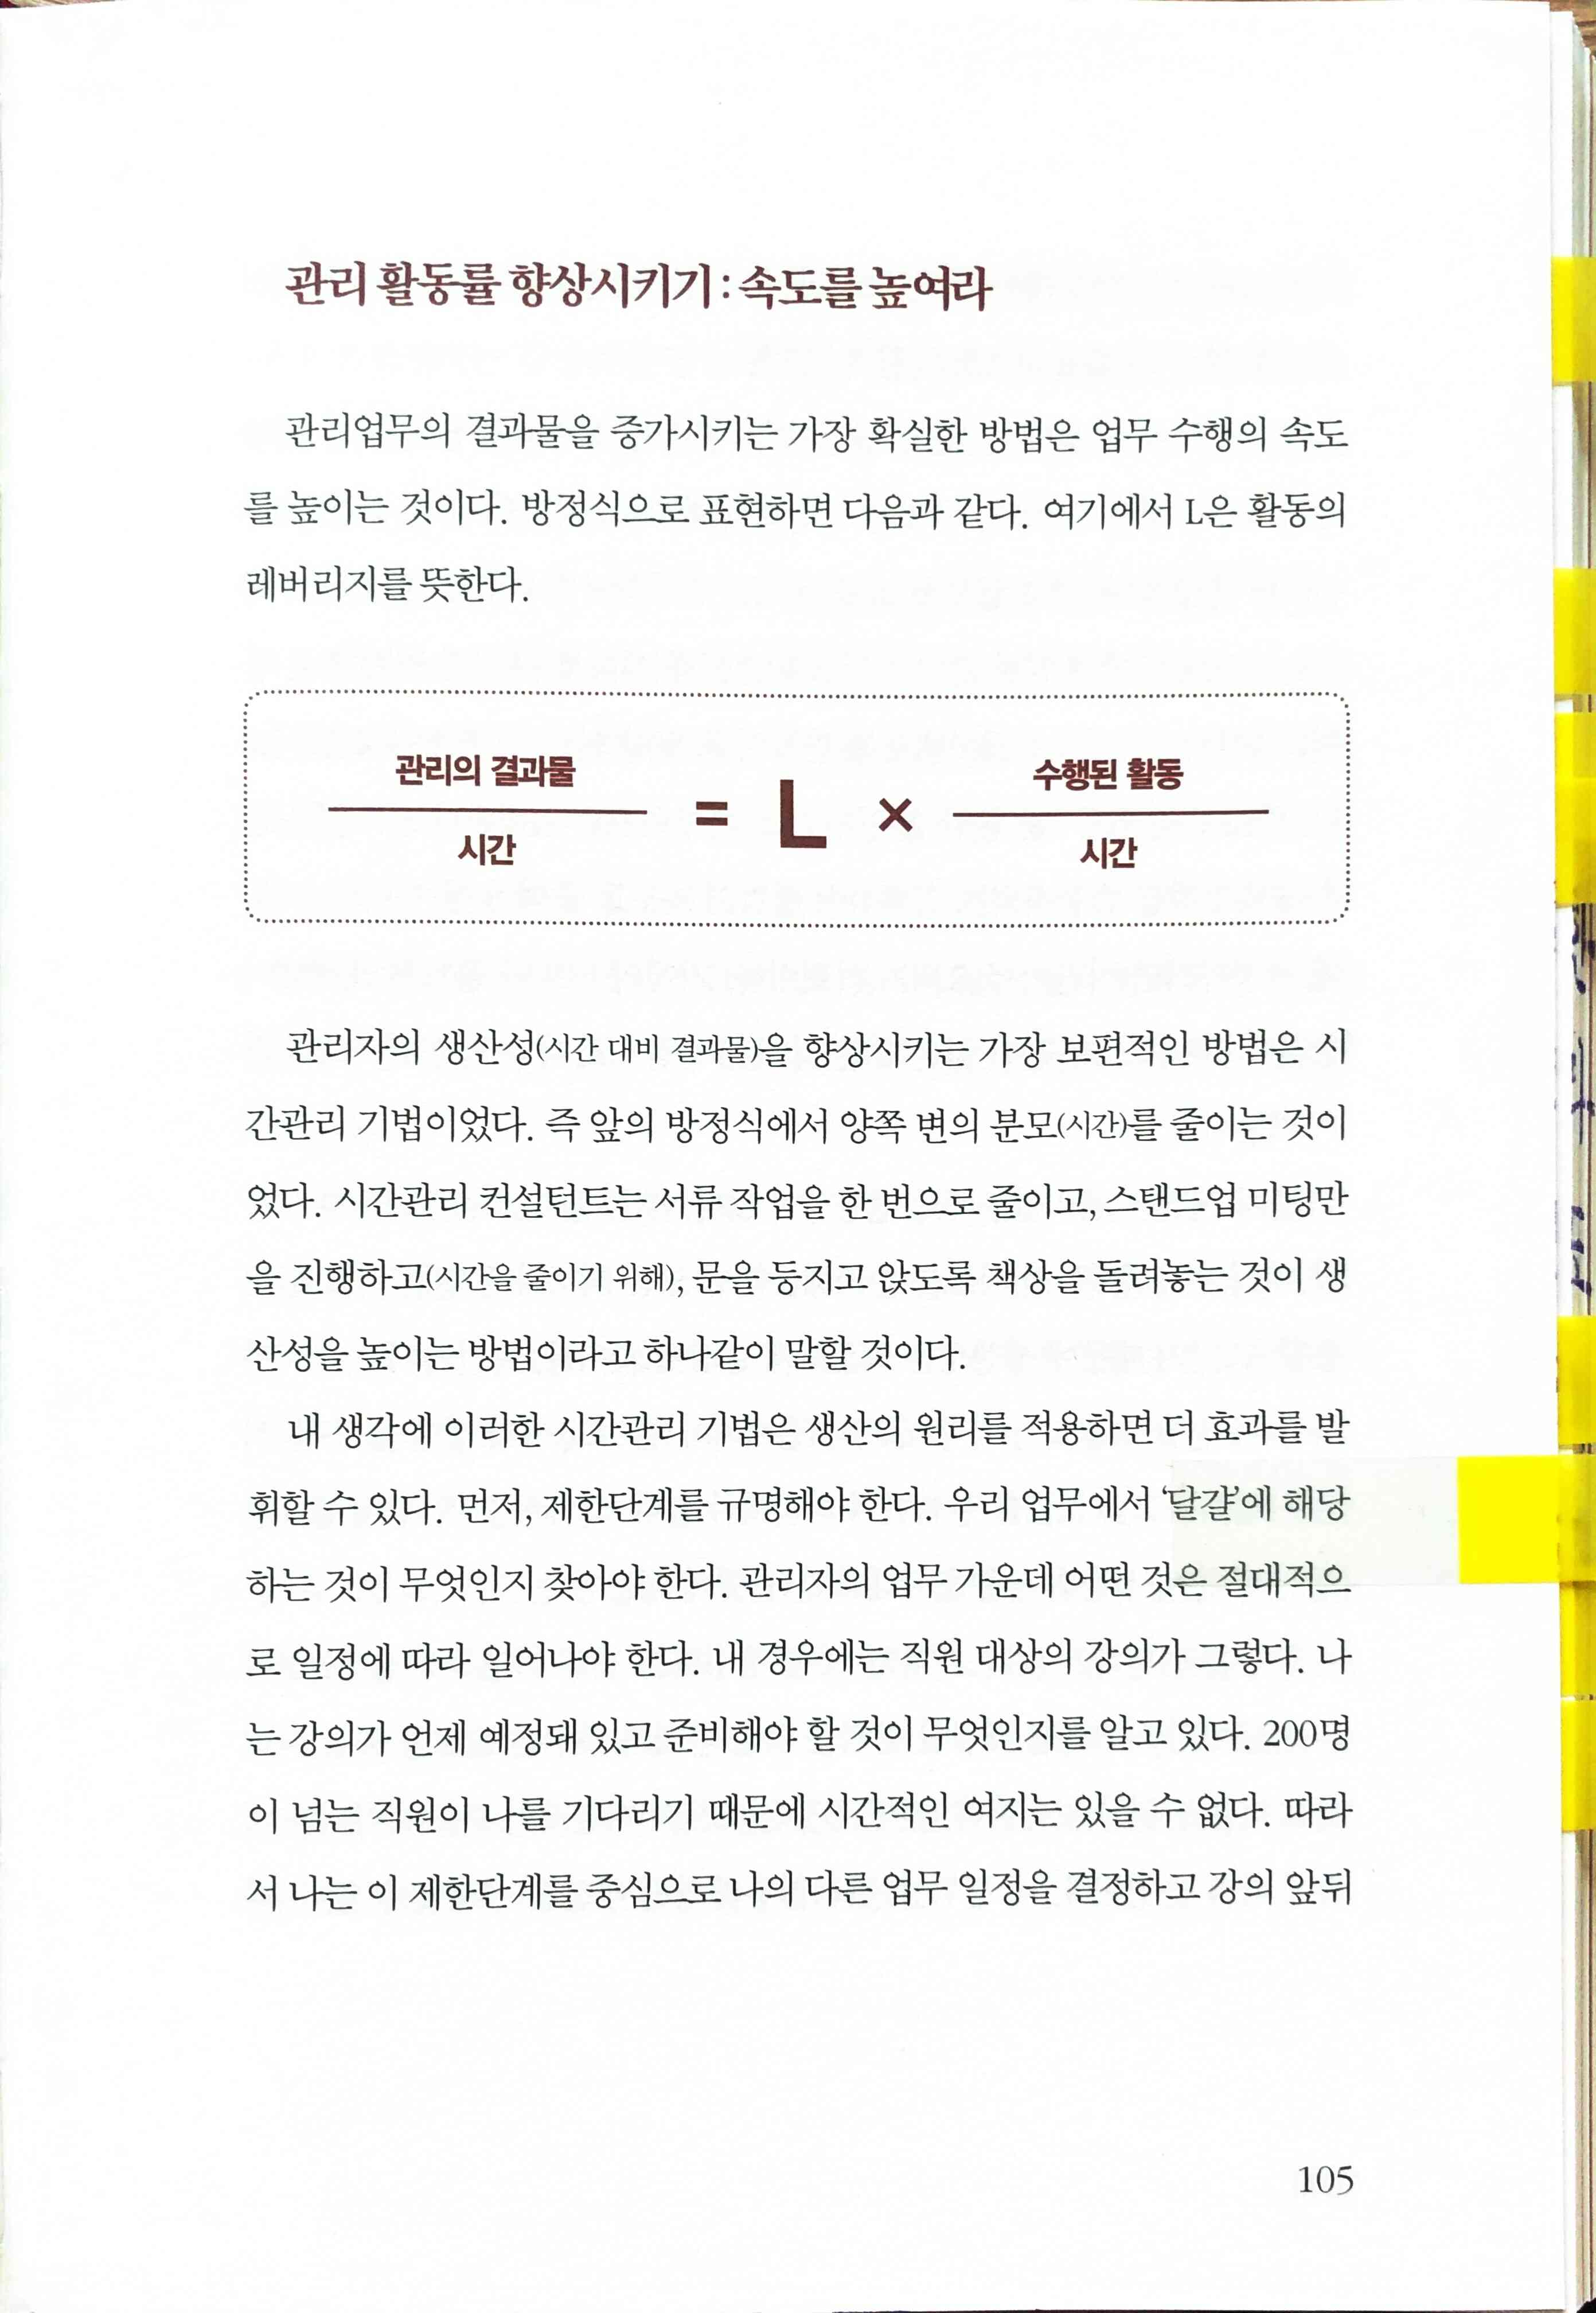 관리 활동률 향상시키기 : 속도를 높여라
관리업무의 결과물을 증가시키는 가장 확실한 방법은 업무 수행의 속도
를 높이는 것이다. 방정식으로 표현하면 다음과 같다. 여기에서 L은 활동의
레버리지를 뜻한다.
관리의 결과물
시간
=
L
×
수행된 활동
시간
관리자의 생산성(시간 대비 결과물)을 향상시키는 가장 보편적인 방법은 시
간관리 기법이었다. 즉 앞의 방정식에서 양쪽 변의 분모(시간)를 줄이는 것이
었다. 시간관리 컨설턴트는 서류 작업을 한 번으로 줄이고, 스탠드업 미팅만
을 진행하고(시간을 줄이기 위해), 문을 등지고 앉도록 책상을 돌려놓는 것이 생
산성을 높이는 방법이라고 하나같이 말할 것이다.
내 생각에 이러한 시간관리 기법은 생산의 원리를 적용하면 더 효과를 발
휘할 수 있다. 먼저, 제한단계를 규명해야 한다. 우리 업무에서 ‘달걀’에 해당
하는 것이 무엇인지 찾아야 한다. 관리자의 업무 가운데 어떤 것은 절대적으
로 일정에 따라 일어나야 한다. 내 경우에는 직원 대상의 강의가 그렇다. 나
는 강의가 언제 예정돼 있고 준비해야 할 것이 무엇인지를 알고 있다. 200명
이 넘는 직원이 나를 기다리기 때문에 시간적인 여지는 있을 수 없다. 따라
서 나는 이 제한단계를 중심으로 나의 다른 업무 일정을 결정하고 강의 앞뒤
105